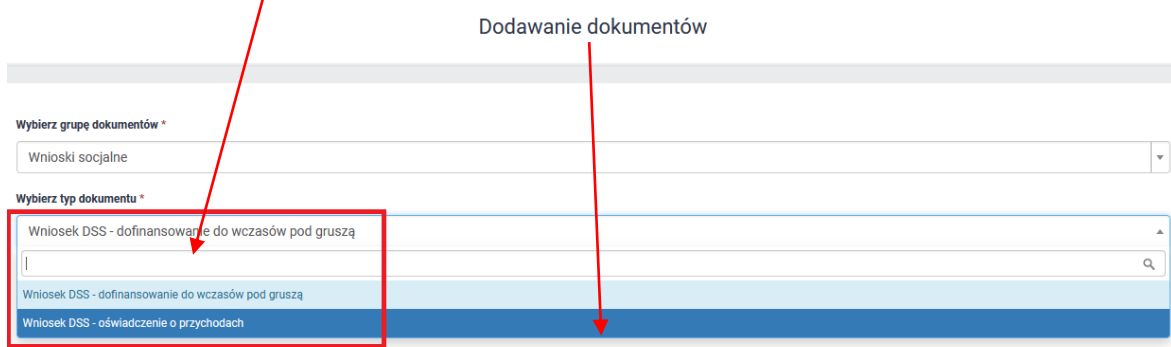 Dodawanie dokumentów
Wybierz grupę dokumentów *
Wnioski socjalne
Wybierz typ dokumentu *
Wniosek DSS - dofinansowanie do wczasów pod gruszą
Wniosek DSS - dofinansowanie do wczasów pod gruszą
Wniosek DSS - oświadczenie o przychodach